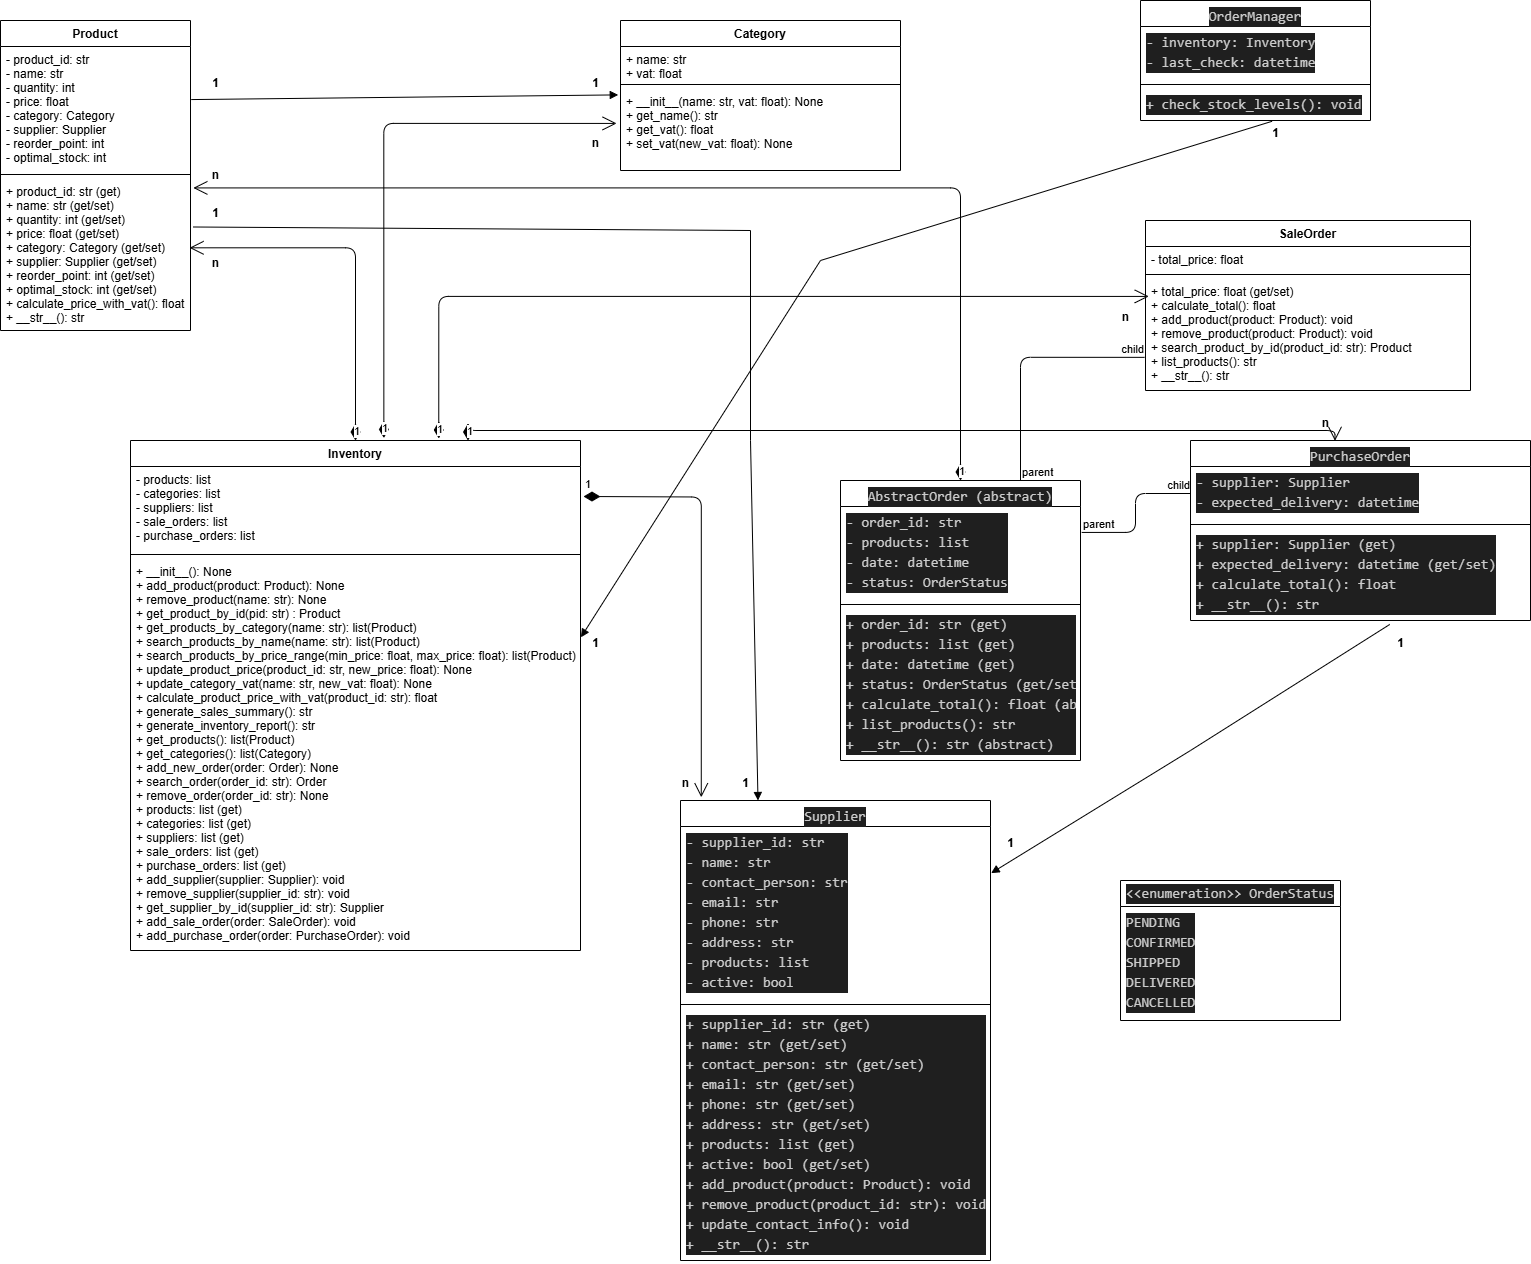 Product
- product_id: str
- name: str
- quantity: int
- price: float
- category: Category
- supplier: Supplier
- reorder_point: int
- optimal_stock: int
+ product_id: str (get)
+ name: str (get/set)
+ quantity: int (get/set)
+ price: float (get/set)
+ category: Category (get/set)
+ supplier: Supplier (get/set)
+ reorder_point: int (get/set)
+ optimal_stock: int (get/set)
+ calculate_price_with_vat(): float
+ __str__(): str
1
1
n
n
1
n
Category
+ name: str
+ vat: float
+ __init__(name: str, vat: float): None
+ get_name(): str
+ get_vat(): float
+ set_vat(new_vat: float): None
OrderManager
- inventory: Inventory
- last_check: datetime
+ check_stock_levels(): void
1
SaleOrder
- total_price: float
+ total_price: float (get/set)
+ calculate_total(): float
+ add_product(product: Product): void
+ remove_product(product: Product): void
+ search_product_by_id(product_id: str): Product
+ list_products(): str
+ __str__(): str
n
child
parent
1
1
1
1
n
1
Inventory
- products: list
- categories: list
- suppliers: list
- sale_orders: list
- purchase_orders: list
+ __init__(): None
+ add_product(product: Product): None
+ remove_product(name: str): None
+ get_product_by_id(pid: str) : Product
+ get_products_by_category(name: str): list(Product)
+ search_products_by_name(name: str): list(Product)
+ search_products_by_price_range(min_price: float, max_price: float): list(Product)
+ update_product_price(product_id: str, new_price: float): None
+ update_category_vat(name: str, new_vat: float): None
+ calculate_product_price_with_vat(product_id: str): float
+ generate_sales_summary(): str
+ generate_inventory_report(): str
+ get_products(): list(Product)
+ get_categories(): list(Category)
+ add_new_order(order: Order): None
+ search_order(order_id: str): Order
+ remove_order(order_id: str): None
+ products: list (get)
+ categories: list (get)
+ suppliers: list (get)
+ sale_orders: list (get)
+ purchase_orders: list (get)
+ add_supplier(supplier: Supplier): void
+ remove_supplier(supplier_id: str): void
+ get_supplier_by_id(supplier_id: str): Supplier
+ add_sale_order(order: SaleOrder): void
+ add_purchase_order(order: PurchaseOrder): void
1
1
n
1
AbstractOrder (abstract)
- order_id: str
- products: list
- date: datetime
- status: OrderStatus
+ order_id: str (get)
+ products: list (get)
+ date: datetime (get)
+ status: OrderStatus (get/set
+ calculate_total(): float (ab
+ list_products(): str
+ __str__(): str (abstract)
parent
child
PurchaseOrder
- supplier: Supplier
- expected_delivery: datetime
+ supplier: Supplier (get)
+ expected_delivery: datetime (get/set)
+ calculate_total(): float
+ __str__(): str
1
1
Supplier
- supplier_id: str
- name: str
- contact_person: str
- email: str
- phone: str
- address: str
- products: list
- active: bool
+ supplier_id: str (get)
+ name: str (get/set)
+ contact_person: str (get/set)
+ email: str (get/set)
+ phone: str (get/set)
+ address: str (get/set)
+ products: list (get)
+ active: bool (get/set)
+ add_product(product: Product): void
+ remove_product(product_id: str): void
+ update_contact_info(): void
+ __str__(): str
<<enumeration>> OrderStatus
PENDING
CONFIRMED
SHIPPED
DELIVERED
CANCELLED